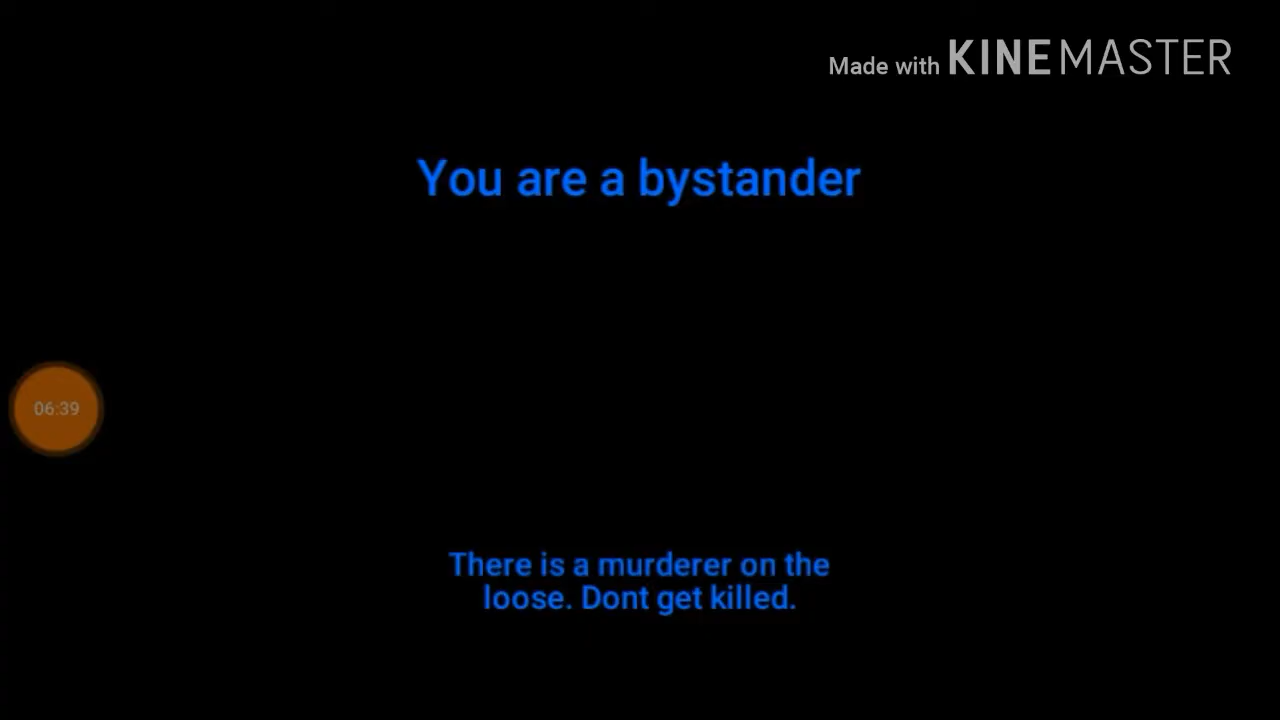 Made with KINEMASTER
You are a bystander
06:39
There is a murderer on the
loose. Dont get killed.